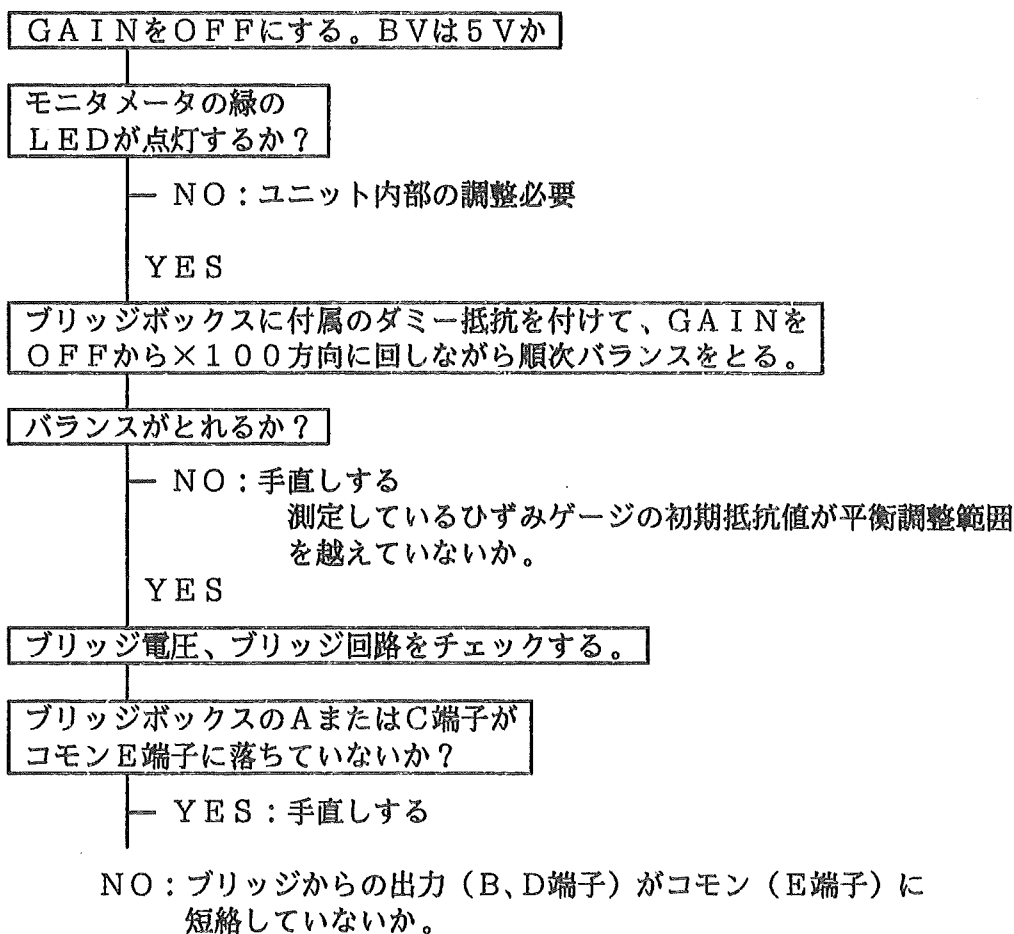 GAINをOFFにする。BVは5Vか
モニタメータの緑の
LEDが点灯するか?
NO:ユニット内部の調整必要
YES
ブリッジボックスに付属のダミー抵抗を付けて、GAINを
OFFから×100方向に回しながら順次バランスをとる。
バランスがとれるか?
NO:手直しする
測定しているひずみゲージの初期抵抗値が平衡調整範囲
を越えていないか。
YES
ブリッジ電圧、ブリッジ回路をチェックする。
ブリッジボックスのAまたはC端子が
コモンE端子に落ちていないか?
YES:手直しする
NO:ブリッジからの出力(B、D端子)がコモン(E端子)に
短絡していないか。